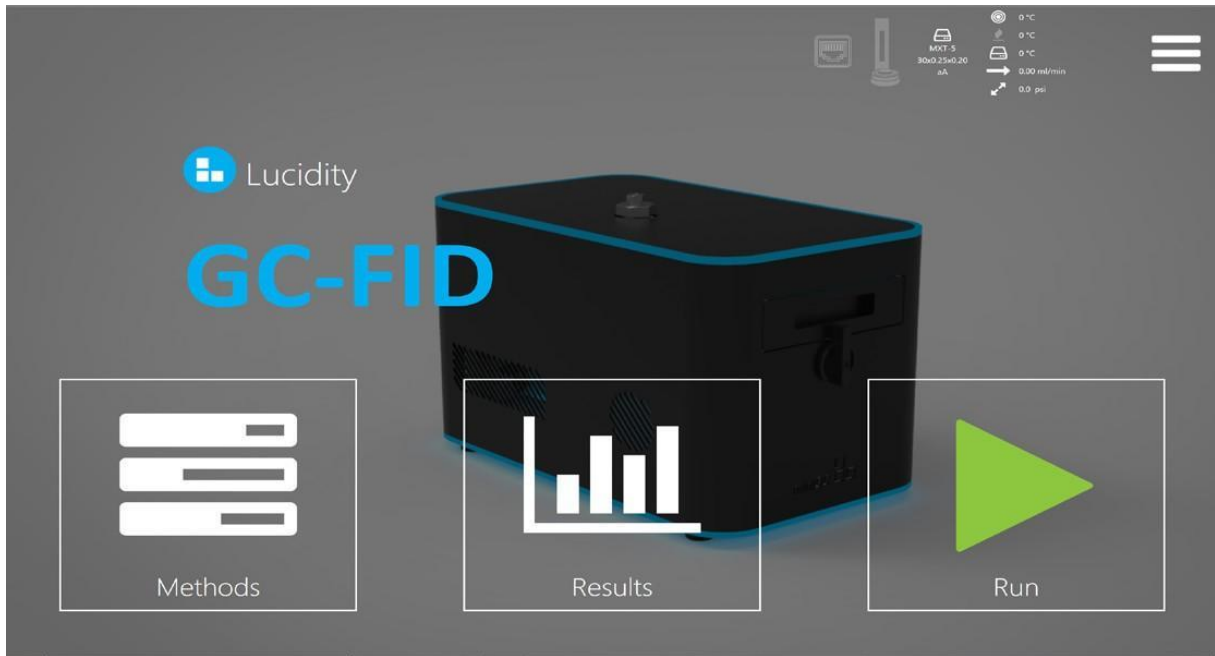 MXT-5
30x0.25x0.20
aA
0 °C
0 °C
0 °C
0.00 ml/min
0.0 psi
Lucidity
GC-FID
Methods
Results
Run